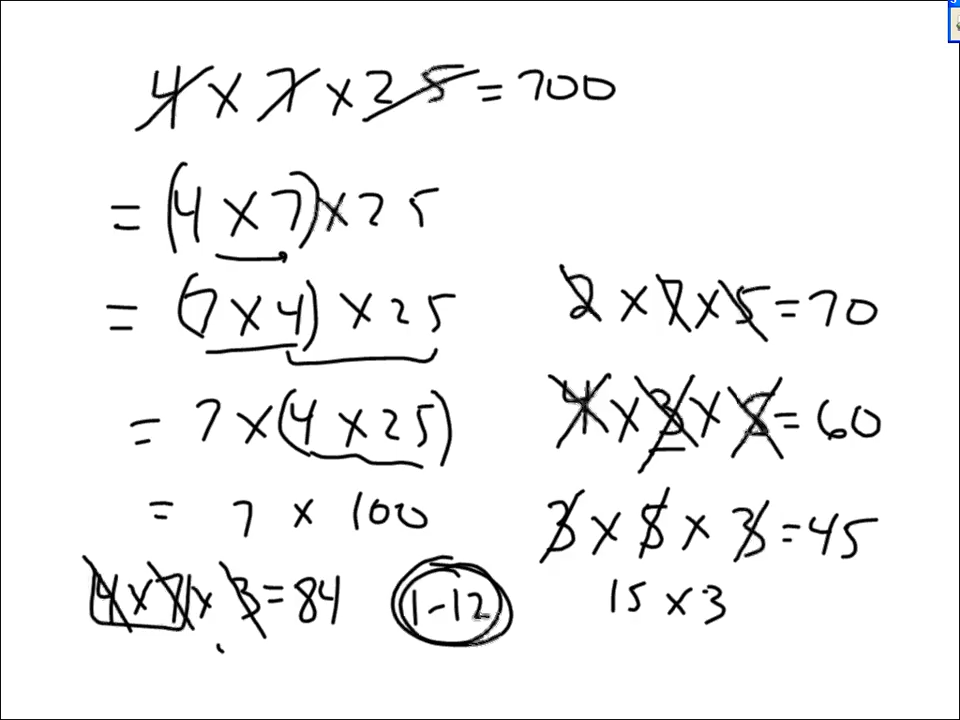 4 x 7 x 25 = 700
= (4 x 7) x 25
= (7 x 4) x 25
= 7 x (4 x 25)
= 7 x 100
4 x 7 x 3 = 84
1-12
2 x 7 x 5 = 70
4 x 3 x 5 = 60
3 x 5 x 3 = 45
15 x 3